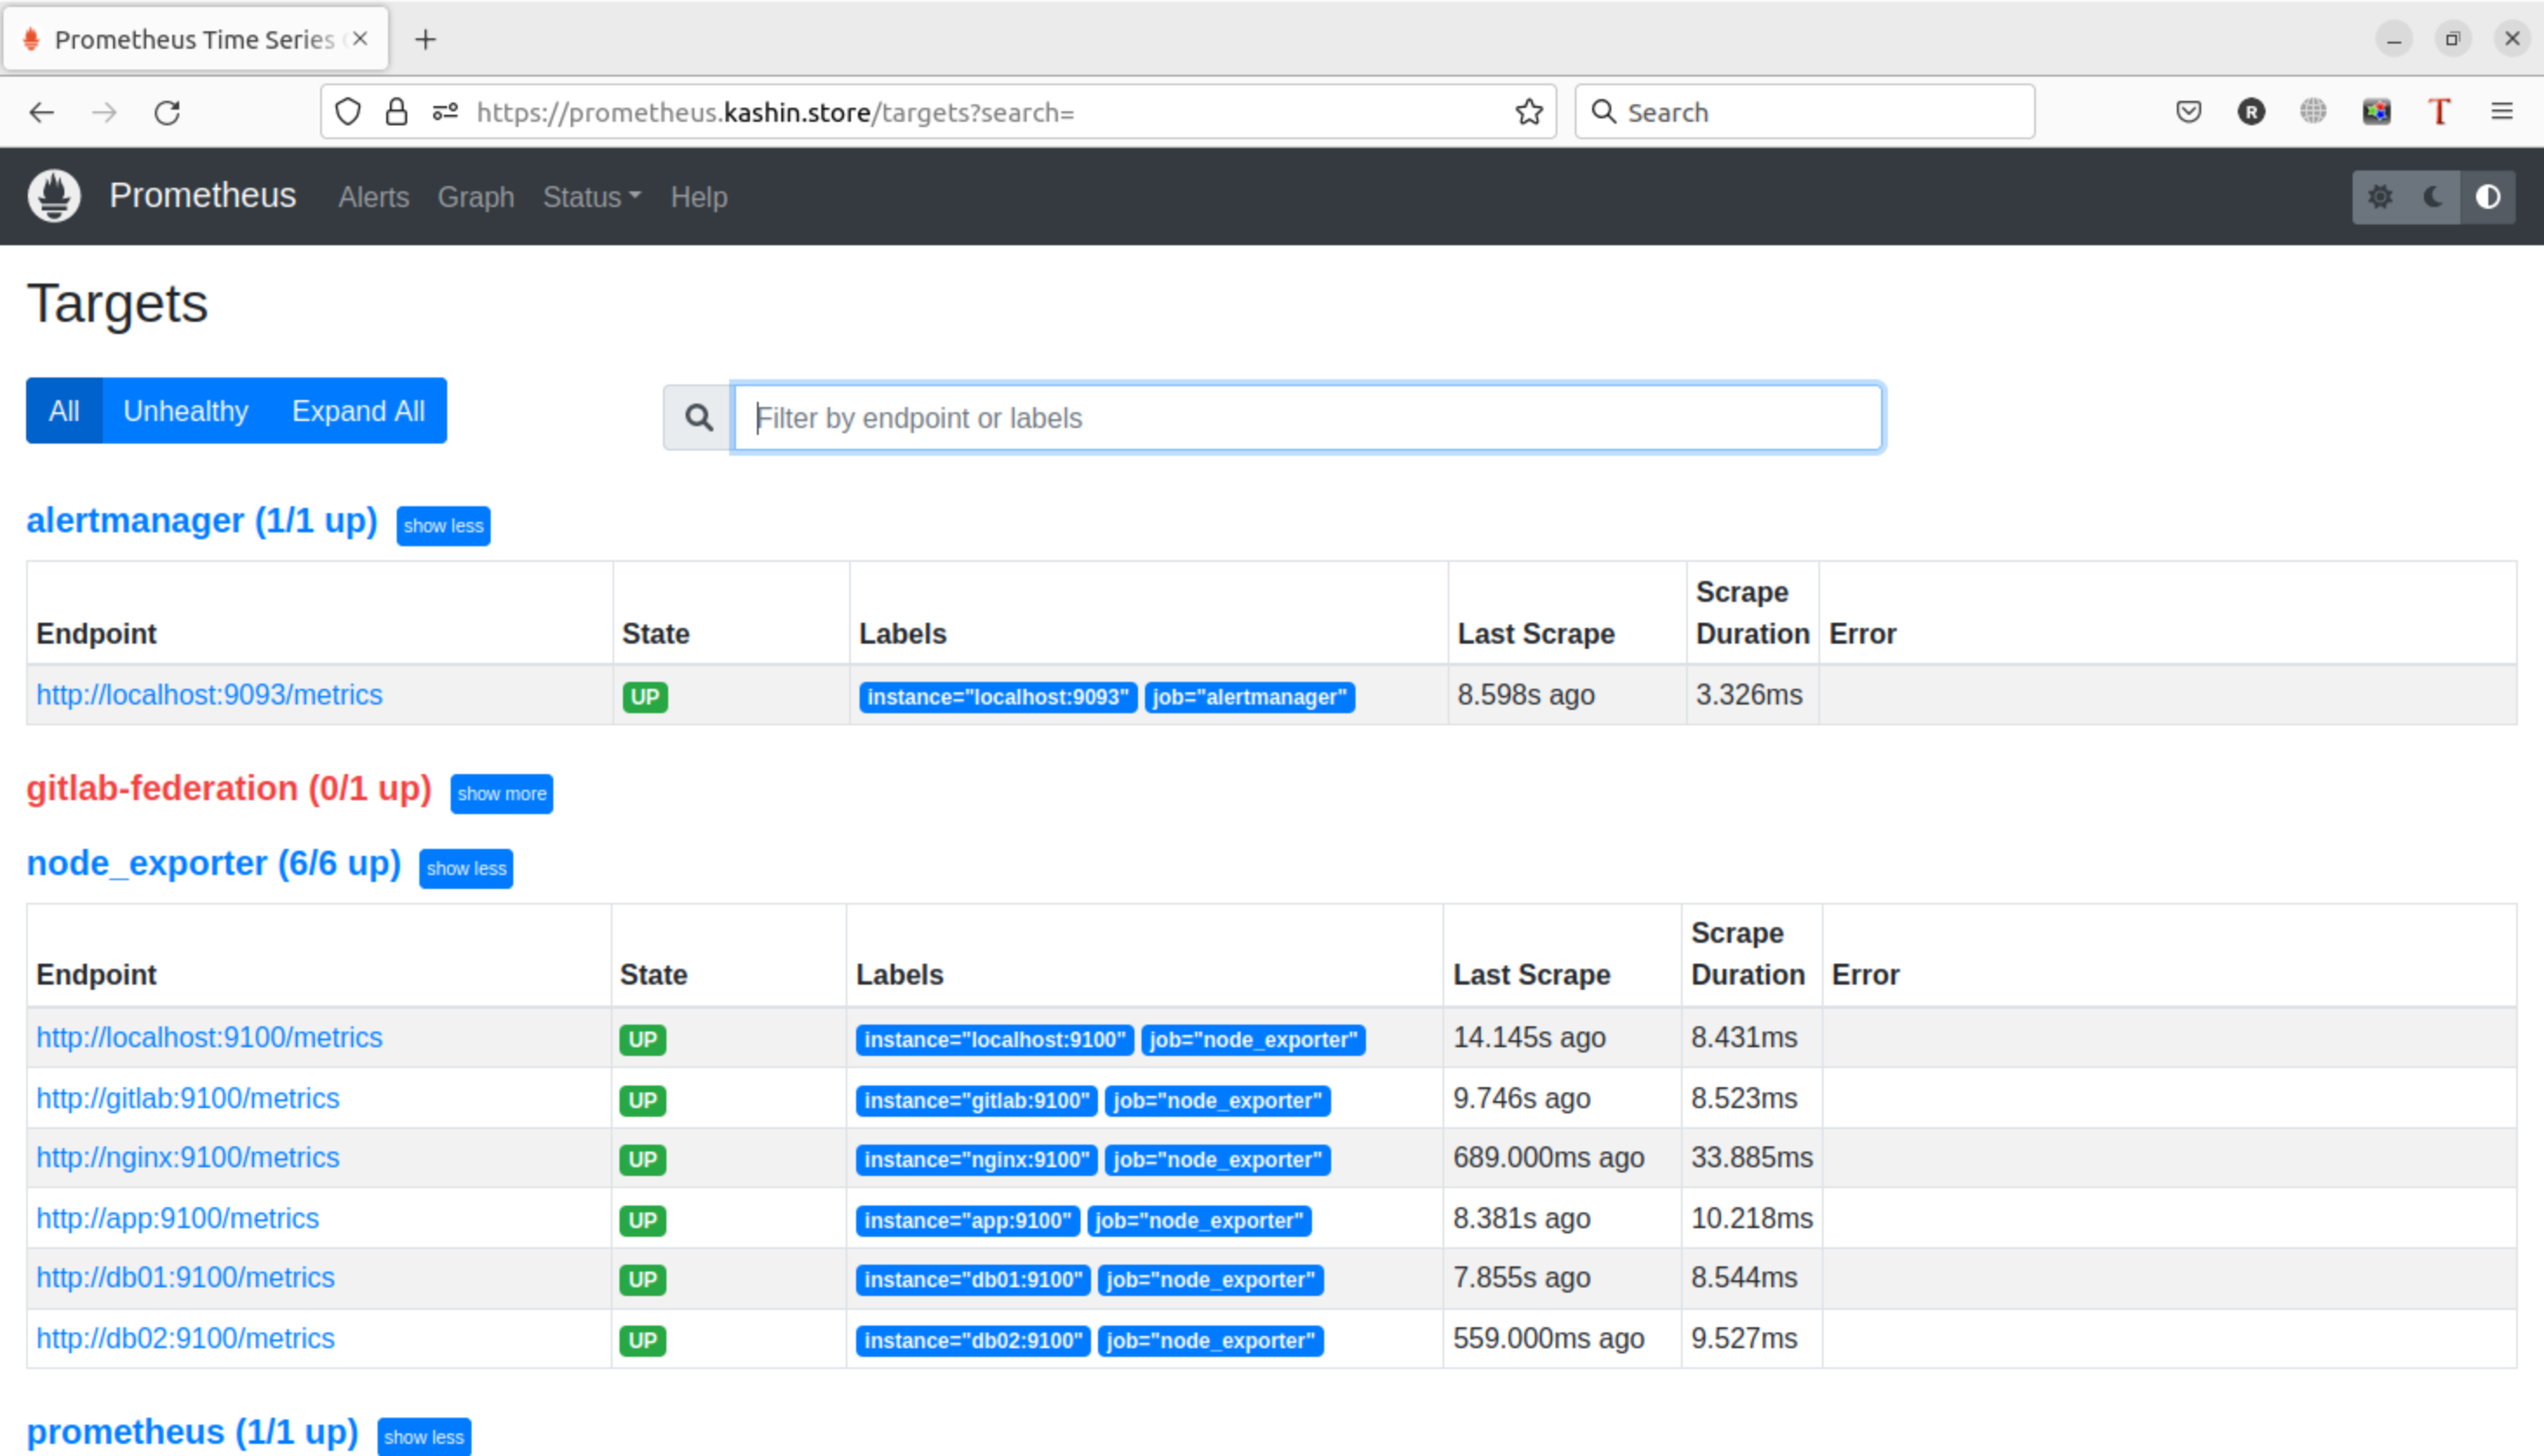 Prometheus Time Series
https://prometheus.kashin.store/targets?search=
Search
R
T
Prometheus Alerts Graph Status Help
Targets
All Unhealthy Expand All
Filter by endpoint or labels
alertmanager (1/1 up) show less
Endpoint State Labels Last Scrape Scrape Duration Error
http://localhost:9093/metrics UP instance="localhost:9093" job="alertmanager" 8.598s ago 3.326ms
gitlab-federation (0/1 up) show more
node_exporter (6/6 up) show less
Endpoint State Labels Last Scrape Scrape Duration Error
http://localhost:9100/metrics UP instance="localhost:9100" job="node_exporter" 14.145s ago 8.431ms
http://gitlab:9100/metrics UP instance="gitlab:9100" job="node_exporter" 9.746s ago 8.523ms
http://nginx:9100/metrics UP instance="nginx:9100" job="node_exporter" 689.000ms ago 33.885ms
http://app:9100/metrics UP instance="app:9100" job="node_exporter" 8.381s ago 10.218ms
http://db01:9100/metrics UP instance="db01:9100" job="node_exporter" 7.855s ago 8.544ms
http://db02:9100/metrics UP instance="db02:9100" job="node_exporter" 559.000ms ago 9.527ms
prometheus (1/1 up) show less